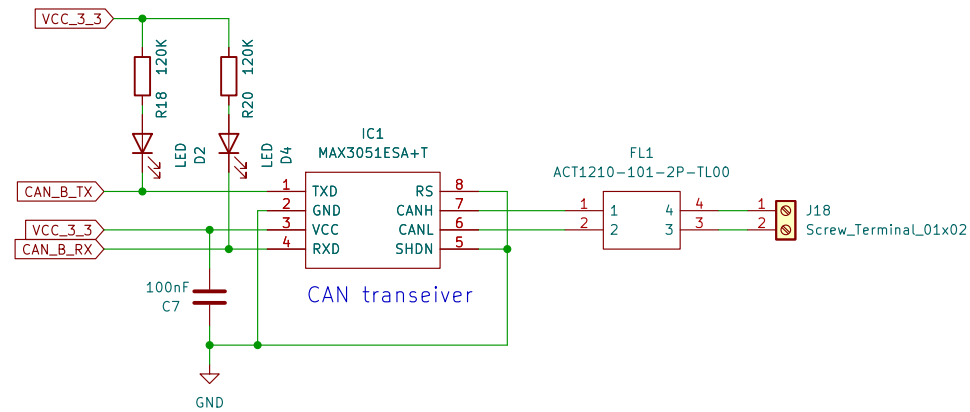 VCC_3_3
120K
R18
120K
R20
LED
D2
LED
D4
IC1
MAX3051ESA+T
FL1
ACT1210-101-2P-TL00
CAN_B_TX
1 TXD RS 8
2 GND CANH 7
VCC_3_3
3 VCC CANL 6
CAN_B_RX
4 RXD SHDN 5
1 1 4 4 1
2 2 3 3 2
J18
Screw_Terminal_01x02
100nF
C7
CAN transeiver
GND